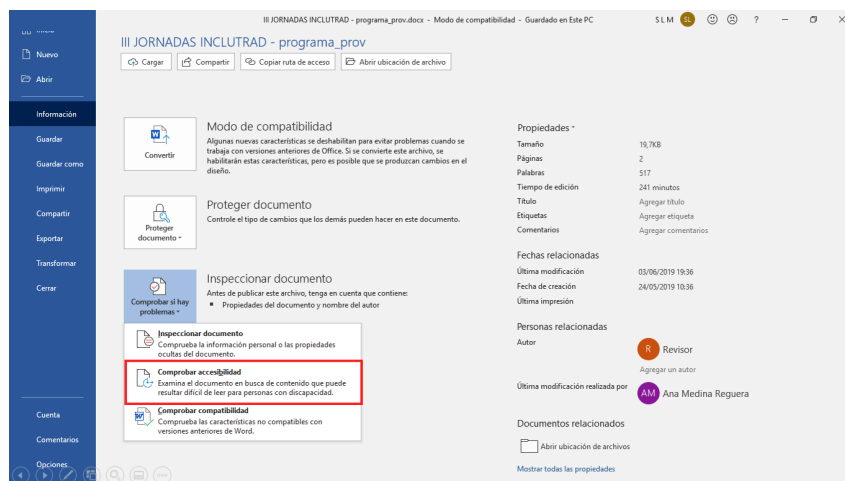 III JORNADAS INCLUTRAD - programa_prov.docx - Modo de compatibilidad - Guardado en Este PC
S L M
SL
?
Inicio
Nuevo
Abrir
Información
Guardar
Guardar como
Imprimir
Compartir
Exportar
Transformar
Cerrar
Cuenta
Comentarios
Opciones
III JORNADAS INCLUTRAD - programa_prov
Cargar
Compartir
Copiar ruta de acceso
Abrir ubicación de archivo
Convertir
Modo de compatibilidad
Algunas nuevas características se deshabilitan para evitar problemas cuando se
trabaja con versiones anteriores de Office. Si se convierte este archivo, se
habilitarán estas características, pero es posible que se produzcan cambios en el
diseño.
Proteger
documento
Proteger documento
Controle el tipo de cambios que los demás pueden hacer en este documento.
Comprobar si hay
problemas
Inspeccionar documento
Antes de publicar este archivo, tenga en cuenta que contiene:
Propiedades del documento y nombre del autor
Inspeccionar documento
Comprueba la información personal o las propiedades
ocultas del documento.
Comprobar accesibilidad
Examina el documento en busca de contenido que puede
resultar difícil de leer para personas con discapacidad.
Comprobar compatibilidad
Comprueba las características no compatibles con
versiones anteriores de Word.
Propiedades
Tamaño 19,7KB
Páginas 2
Palabras 517
Tiempo de edición 241 minutos
Título Agregar título
Etiquetas Agregar etiqueta
Comentarios Agregar comentarios
Fechas relacionadas
Última modificación 03/06/2019 19:36
Fecha de creación 24/05/2019 10:36
Última impresión
Personas relacionadas
Autor
R Revisor
Agregar un autor
Última modificación realizada por
AM Ana Medina Reguera
Documentos relacionados
Abrir ubicación de archivos
Mostrar todas las propiedades